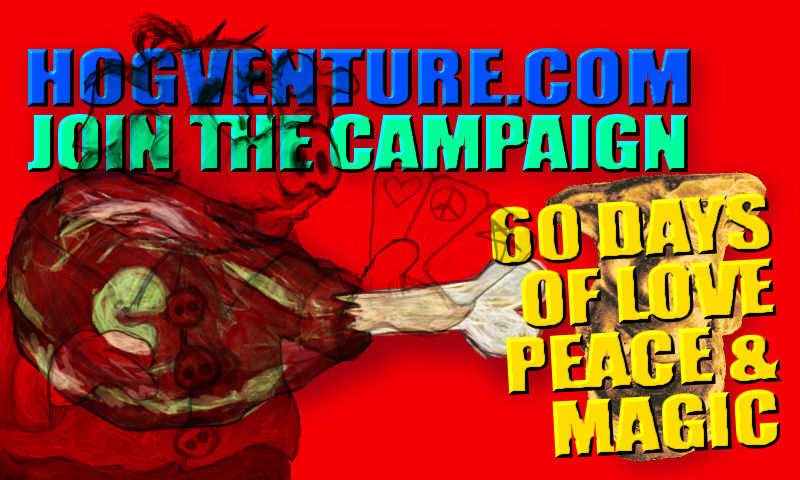 HOGVENTURE.COM
JOIN THE CAMPAIGN
60 DAYS
OF LOVE
PEACE &
MAGIC